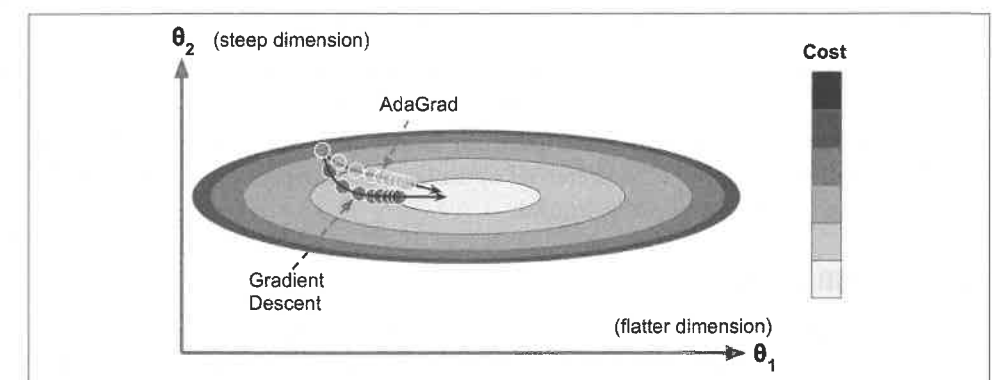 θ2 (steep dimension)
Cost
AdaGrad
Gradient
Descent
(flatter dimension)
θ1